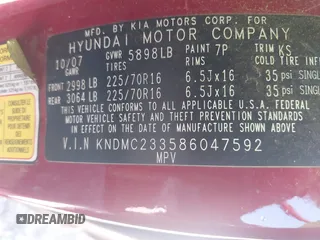 MFD. BY KIA MOTORS CORP. FOR
HYUNDAI MOTOR COMPANY
10/07 GVWR 5898LB PAINT 7P TRIM KS
GAWR TIRES RIMS COLD TIRE
FRONT 2998 LB 225/70R16 6.5JX16 35 psi SINGL
REAR 3064 LB 225/70R16 6.5JX16 35 psi SINGL
THIS VEHICLE CONFORMS TO ALL APPLICABLE U.S.A. FEDERAL
MOTOR VEHICLE SAFETY AND THEFT PREVENTION STANDARDS IN
EFFECT ON THE DATE OF MANUFACTURE SHOWN ABOVE.
V.I.N KNDMC233586047592
MPV
DREAMBID